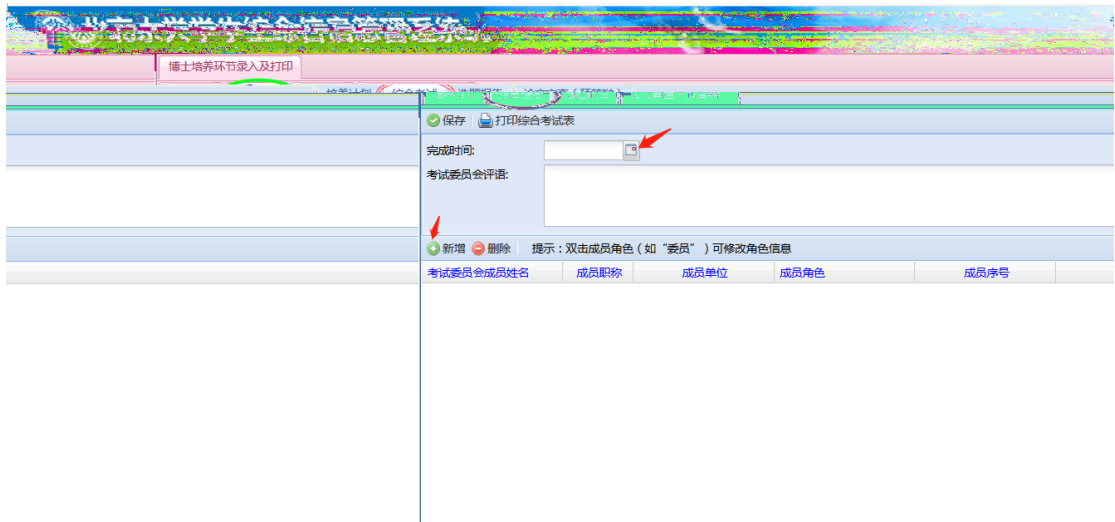 博士培养环节录入及打印
保存 打印综合考试表
完成时间:
考试委员会评语:
新增 删除 提示：双击成员角色（如“委员”）可修改角色信息
考试委员会成员姓名 成员职称 成员单位 成员角色 成员序号